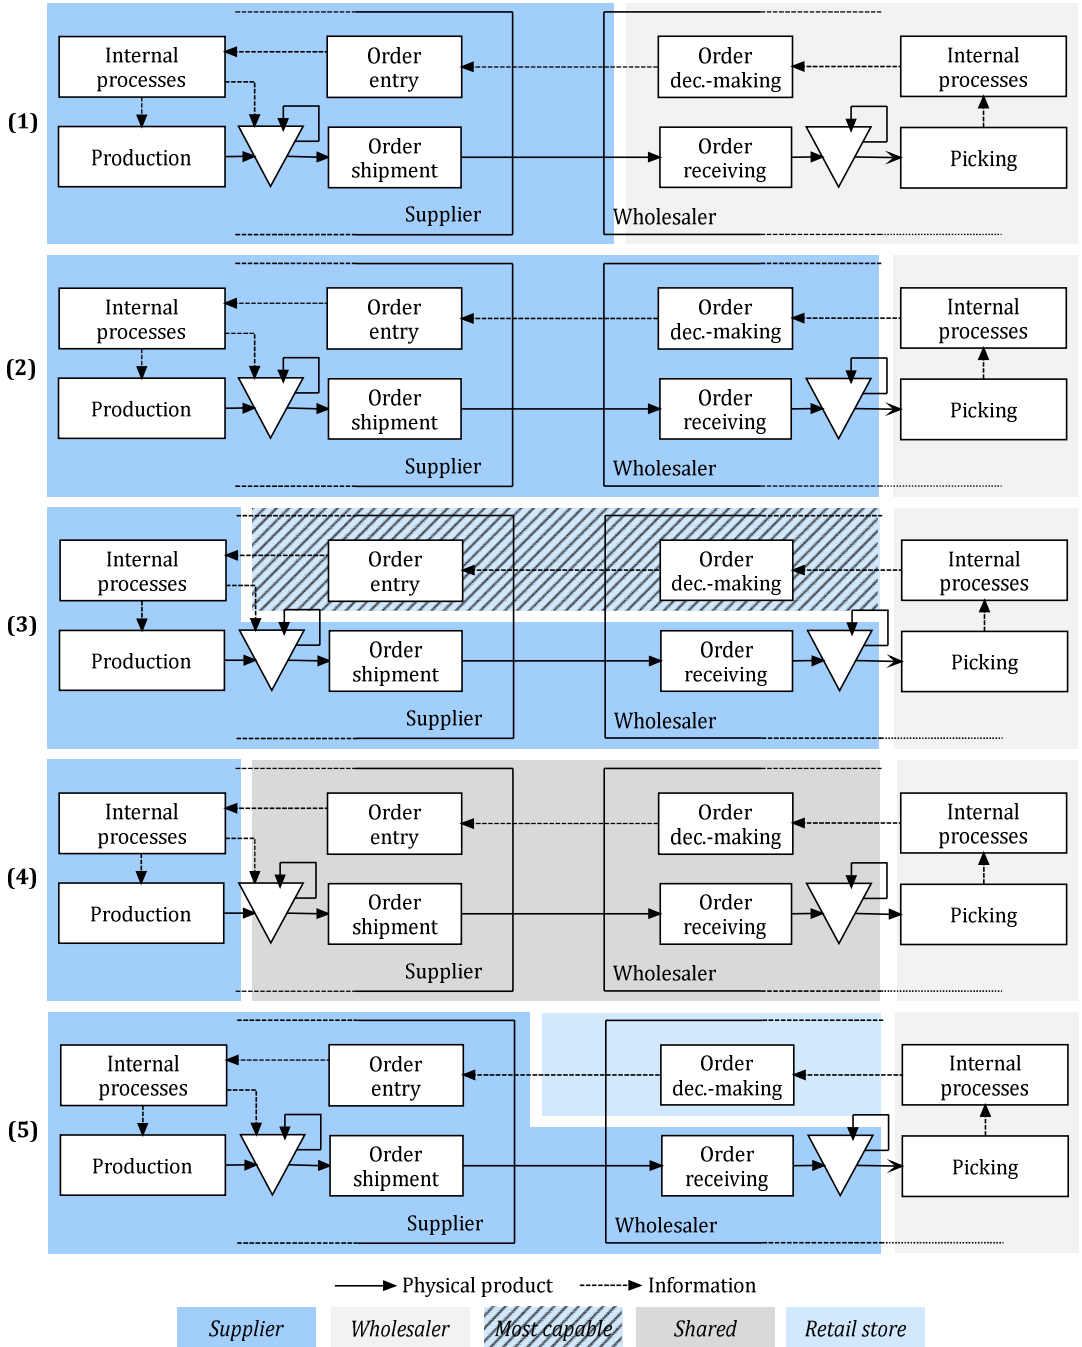 (1)
Internal processes
Order entry
Order dec.-making
Internal processes
Production
Order shipment
Order receiving
Picking
Supplier
Wholesaler
(2)
Internal processes
Order entry
Order dec.-making
Internal processes
Production
Order shipment
Order receiving
Picking
Supplier
Wholesaler
(3)
Internal processes
Order entry
Order dec.-making
Internal processes
Production
Order shipment
Order receiving
Picking
Supplier
Wholesaler
(4)
Internal processes
Order entry
Order dec.-making
Internal processes
Production
Order shipment
Order receiving
Picking
Supplier
Wholesaler
(5)
Internal processes
Order entry
Order dec.-making
Internal processes
Production
Order shipment
Order receiving
Picking
Supplier
Wholesaler
Physical product
Information
Supplier
Wholesaler
Most capable
Shared
Retail store